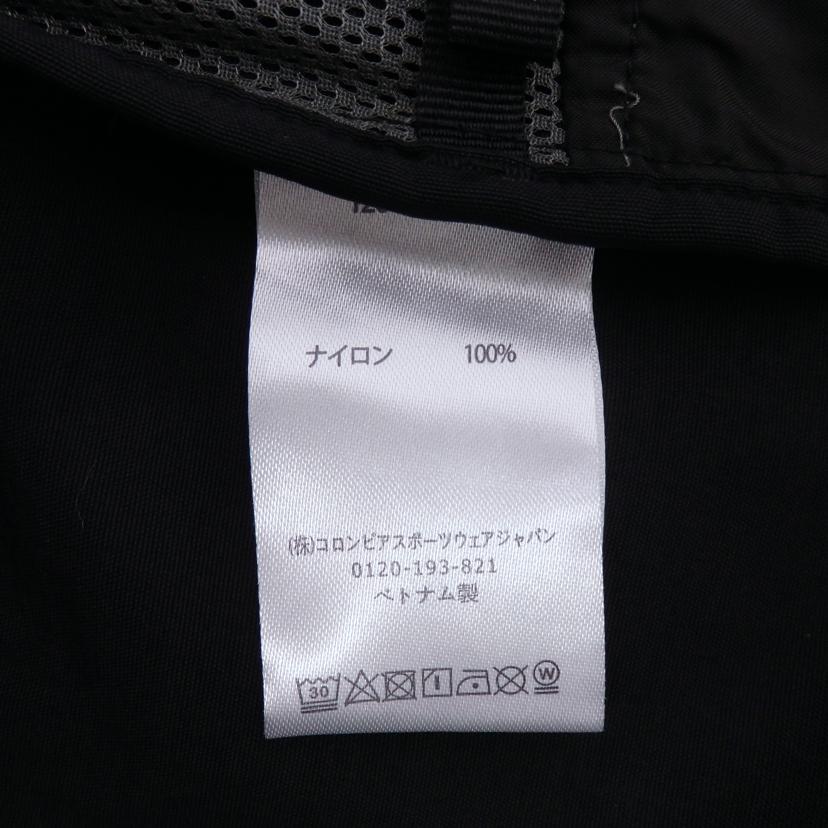 ナイロン 100%
(株)コロンビアスポーツウェアジャパン
0120-193-821
ベトナム製
30 W